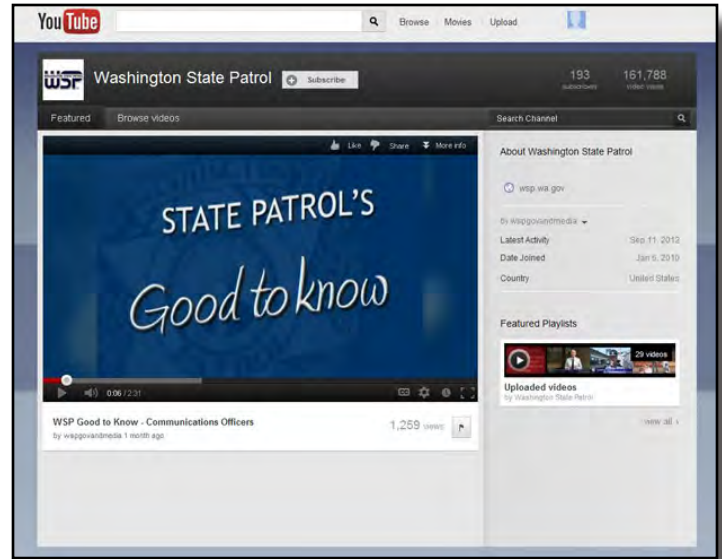 YouTube
Browse Movies Upload
WSP Washington State Patrol Subscribe
193 161,788
subscribers video views
Featured Browse videos Search Channel
Like Share More info
STATE PATROL'S
Good to know
0:06 / 2:31 CC
WSP Good to Know - Communications Officers
by wspgovandmedia 1 month ago
1,259 views
About Washington State Patrol
wsp.wa.gov
by wspgovandmedia
Latest Activity Sep 11, 2012
Date Joined Jan 6, 2010
Country United States
Featured Playlists
29 videos
Uploaded videos
by Washington State Patrol
view all